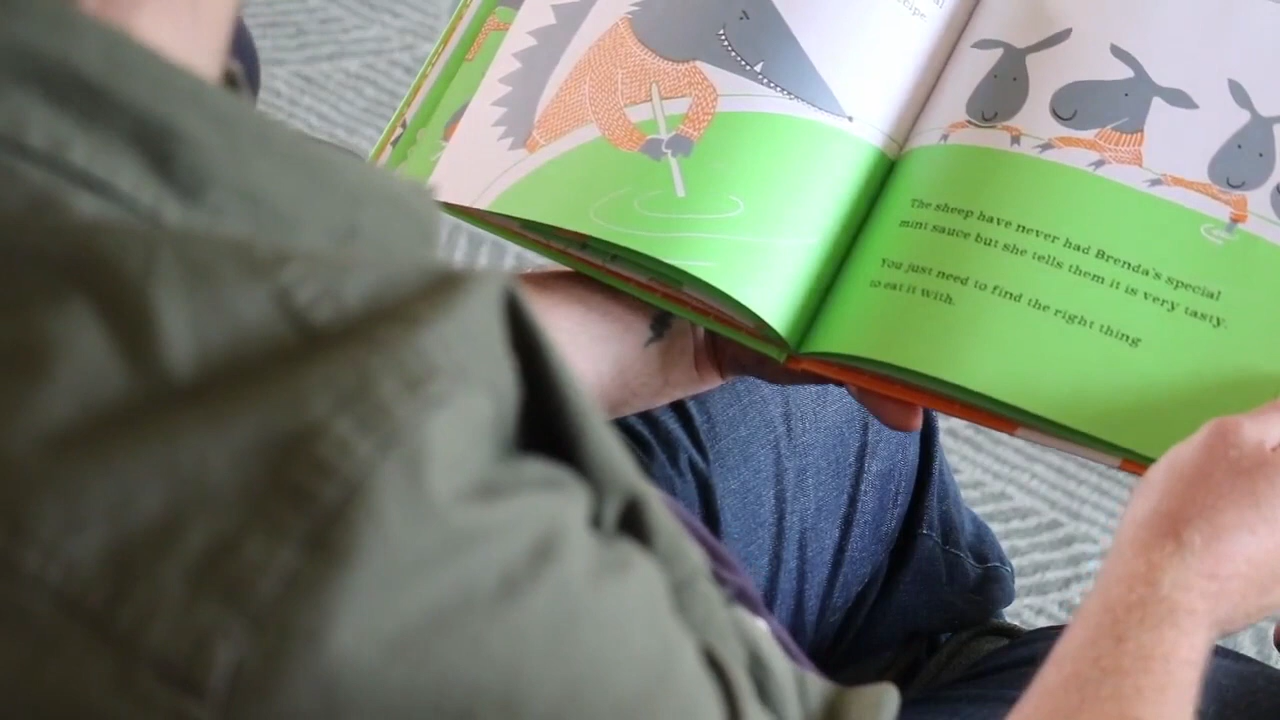 recipe
The sheep have never had Brenda's special
mint sauce but she tells them it is very tasty.
You just need to find the right thing
to eat it with.